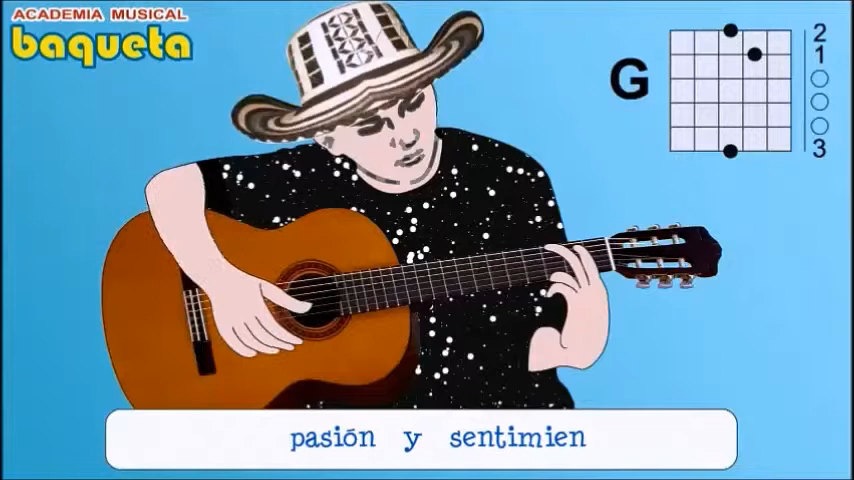 ACADEMIA MUSICAL
baqueta
G
2
1
3
pasión y sentimien